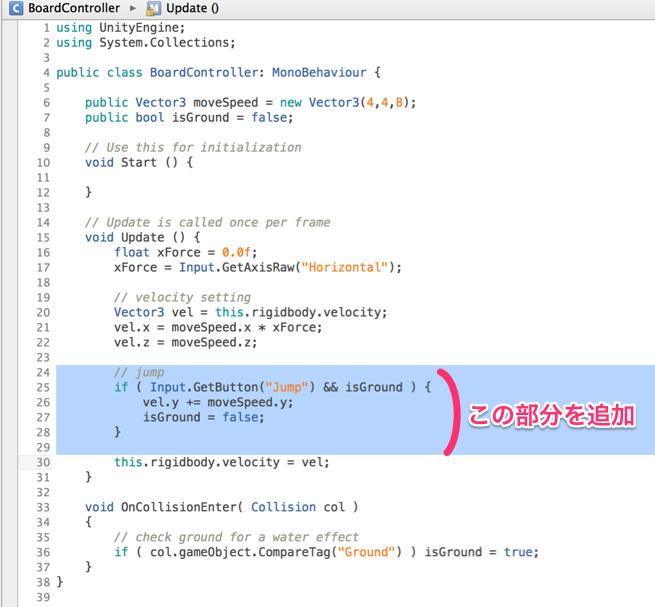 BoardController ▸ Update ()
1 using UnityEngine;
2 using System.Collections;
3
4 public class BoardController: MonoBehaviour {
5
6 public Vector3 moveSpeed = new Vector3(4,4,8);
7 public bool isGround = false;
8
9 // Use this for initialization
10 void Start () {
11
12 }
13
14 // Update is called once per frame
15 void Update () {
16 float xForce = 0.0f;
17 xForce = Input.GetAxisRaw("Horizontal");
18
19 // velocity setting
20 Vector3 vel = this.rigidbody.velocity;
21 vel.x = moveSpeed.x * xForce;
22 vel.z = moveSpeed.z;
23
24 // jump
25 if ( Input.GetButton("Jump") && isGround ) {
26 vel.y += moveSpeed.y;
27 isGround = false;
28 }
29
この部分を追加
30 this.rigidbody.velocity = vel;
31 }
32
33 void OnCollisionEnter( Collision col )
34 {
35 // check ground for a water effect
36 if ( col.gameObject.CompareTag("Ground") ) isGround = true;
37 }
38 }
39